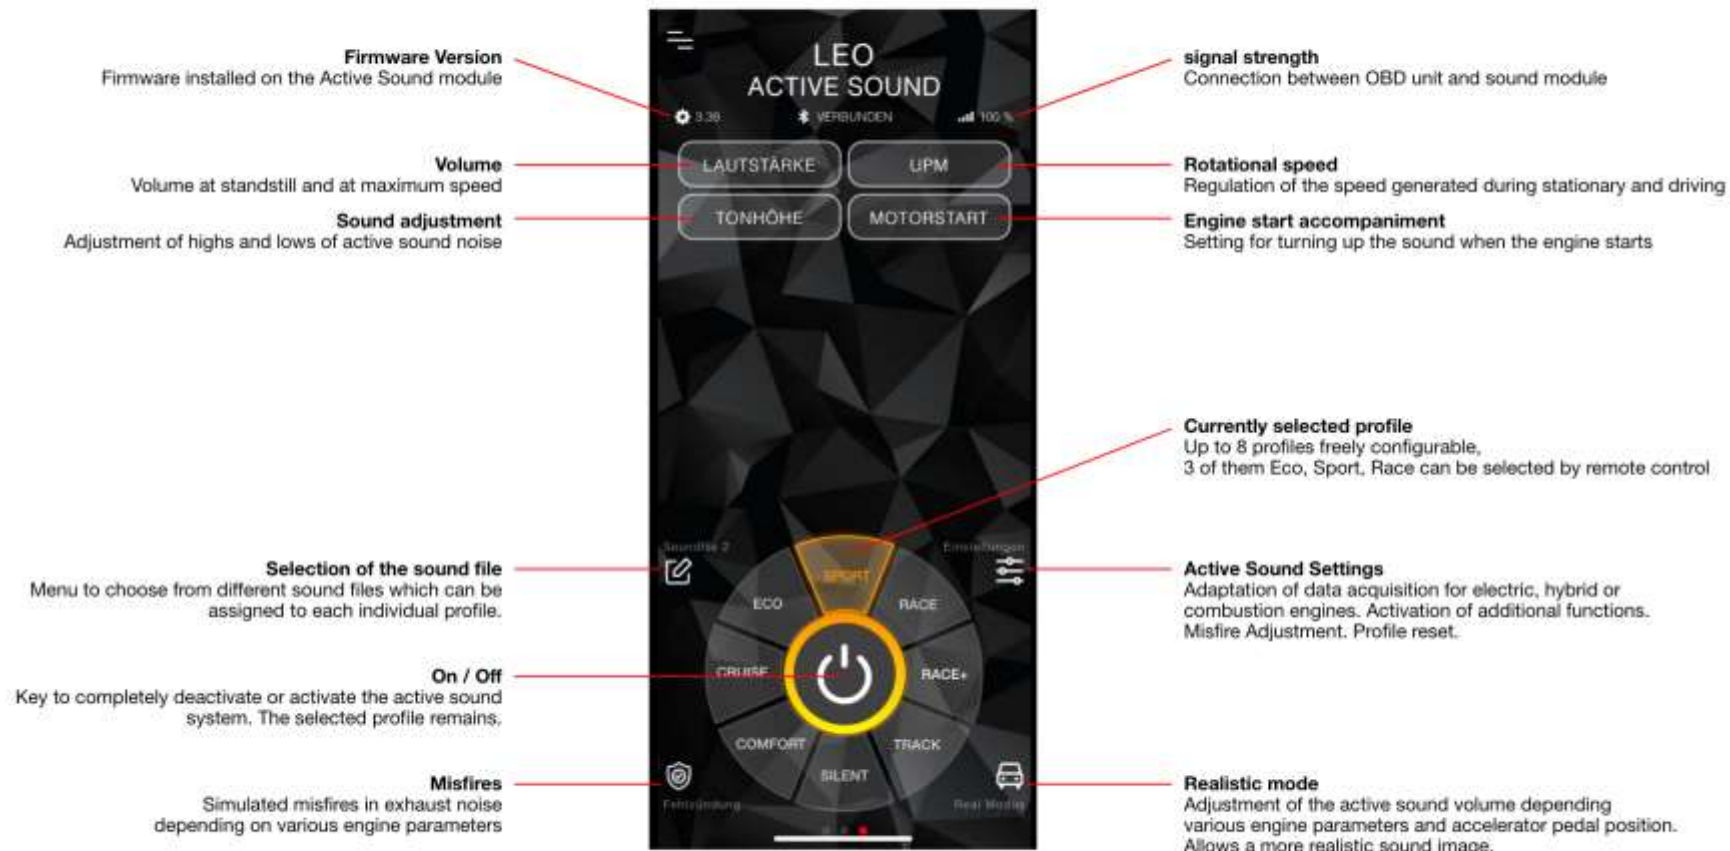 Firmware Version
Firmware installed on the Active Sound module
Volume
Volume at standstill and at maximum speed
Sound adjustment
Adjustment of highs and lows of active sound noise
Selection of the sound file
Menu to choose from different sound files which can be
assigned to each individual profile.
On / Off
Key to completely deactivate or activate the active sound
system. The selected profile remains.
Misfires
Simulated misfires in exhaust noise
depending on various engine parameters
LEO
ACTIVE SOUND
3.39 VERBUNDEN 100 %
LAUTSTÄRKE UPM
TONHÖHE MOTORSTART
Soundfile 2 Einstellungen
SPORT
ECO RACE
CRUISE RACE+
COMFORT TRACK
SILENT
Fehlzündung Real Modus
signal strength
Connection between OBD unit and sound module
Rotational speed
Regulation of the speed generated during stationary and driving
Engine start accompaniment
Setting for turning up the sound when the engine starts
Currently selected profile
Up to 8 profiles freely configurable,
3 of them Eco, Sport, Race can be selected by remote control
Active Sound Settings
Adaptation of data acquisition for electric, hybrid or
combustion engines. Activation of additional functions.
Misfire Adjustment. Profile reset.
Realistic mode
Adjustment of the active sound volume depending
various engine parameters and accelerator pedal position.
Allows a more realistic sound image.